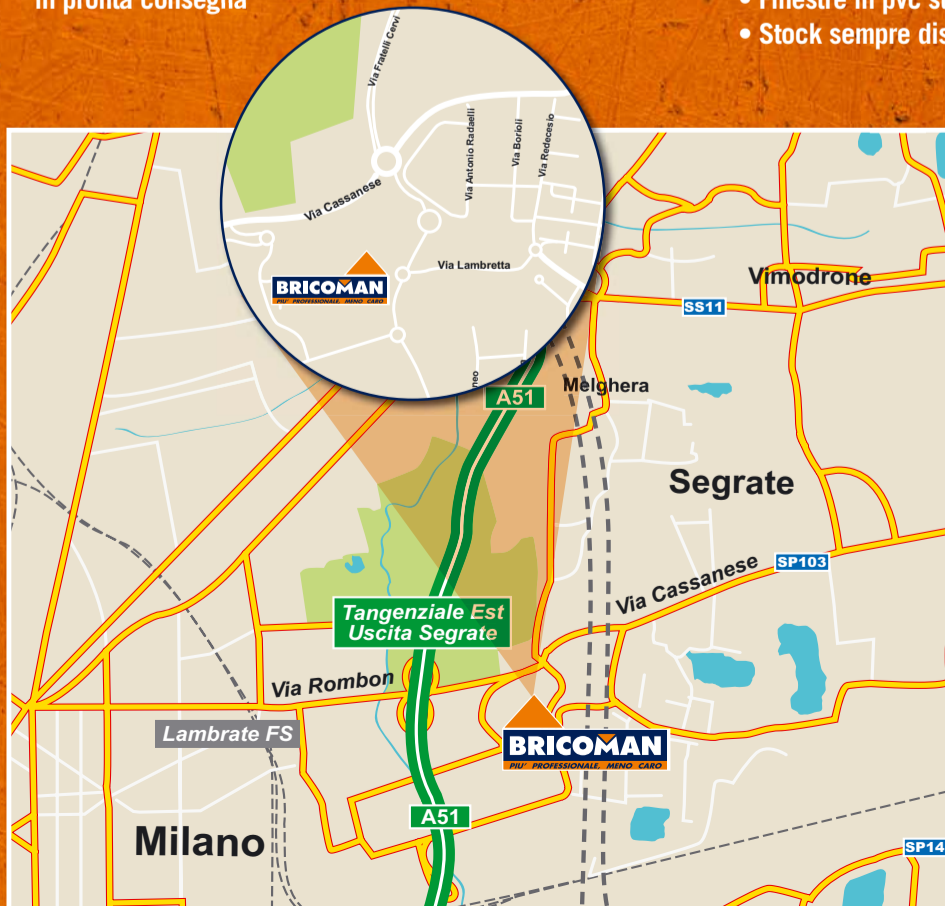 in pronta consegna
• Finestre in pvc
• Stock sempre
Via Fratelli Cervi
Via Antonio Radaelli
Via Borioli
Via Redecesio
Via Cassanese
Via Lambretta
BRICOMAN
PIU' PROFESSIONALE, MENO CARO
Vimodrone
SS11
Melghera
A51
Segrate
SP103
Via Cassanese
Tangenziale Est
Uscita Segrate
Via Rombon
Lambrate FS
BRICOMAN
PIU' PROFESSIONALE, MENO CARO
A51
Milano
SP14